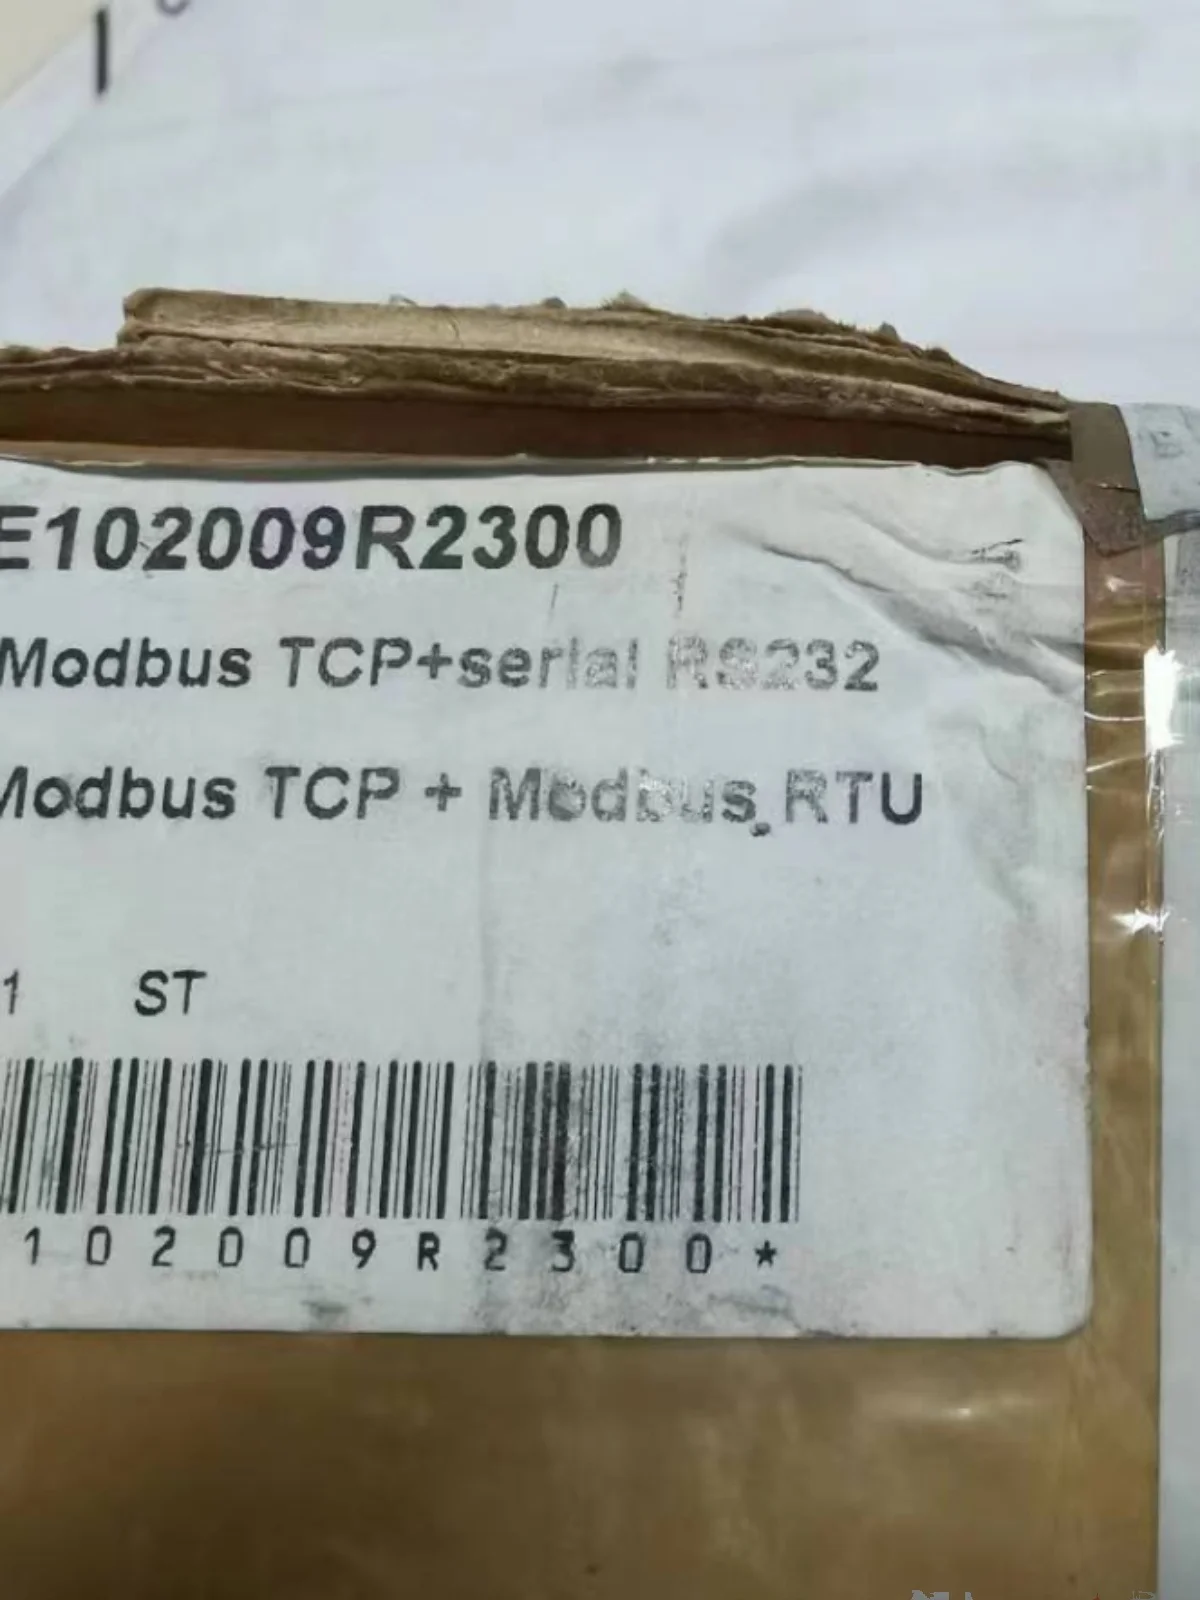 E102009R2300
Modbus TCP+serial RS232
Modbus TCP + Modbus RTU
1 ST
102009R2300*